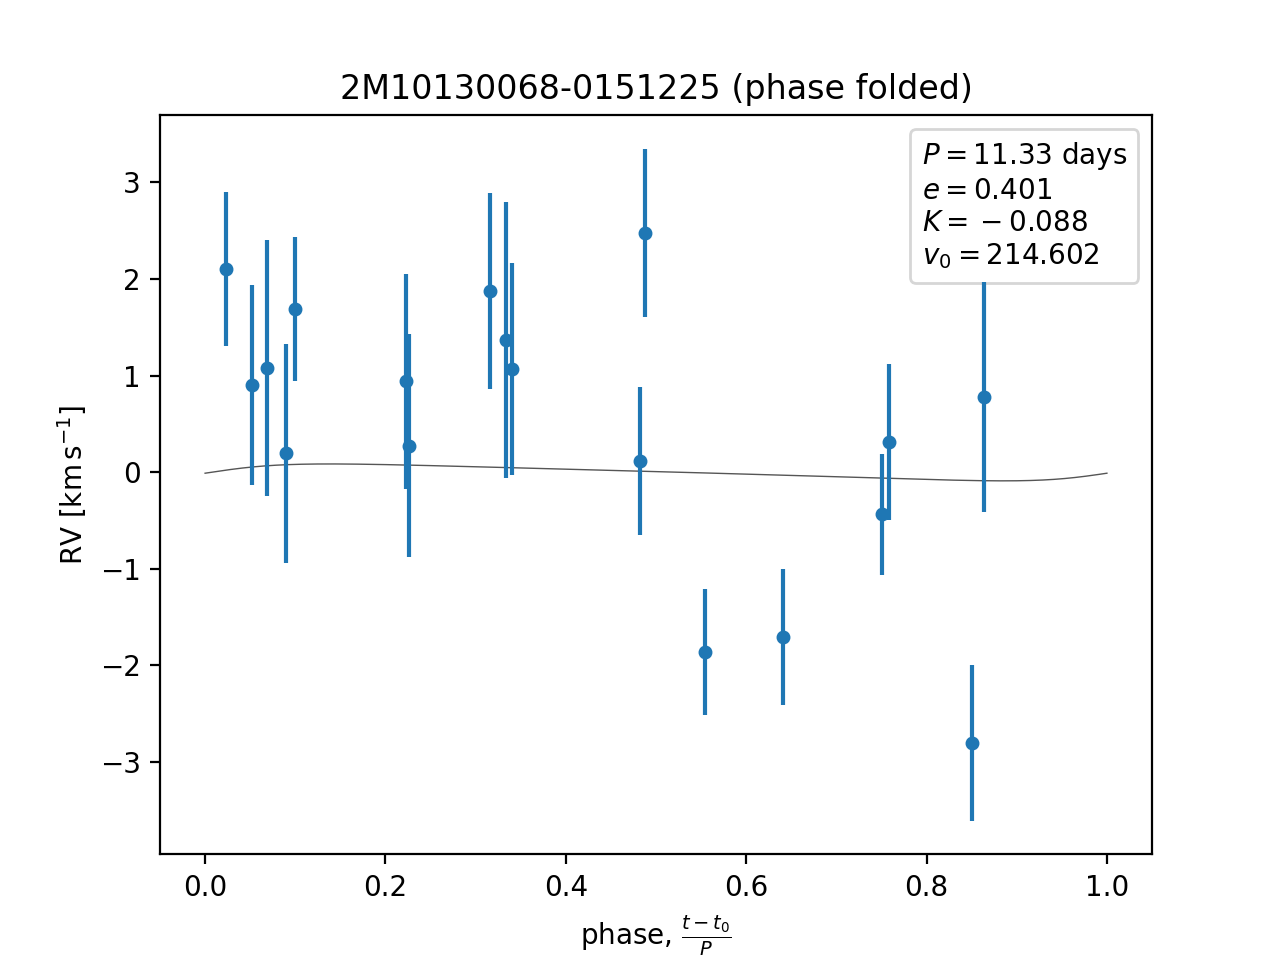 2M10130068-0151225 (phase folded)
P = 11.33 days
e = 0.401
K = −0.088
v₀ = 214.602
3
2
1
0
−1
−2
−3
RV [km s⁻¹]
0.0 0.2 0.4 0.6 0.8 1.0
phase, (t − t₀)/P